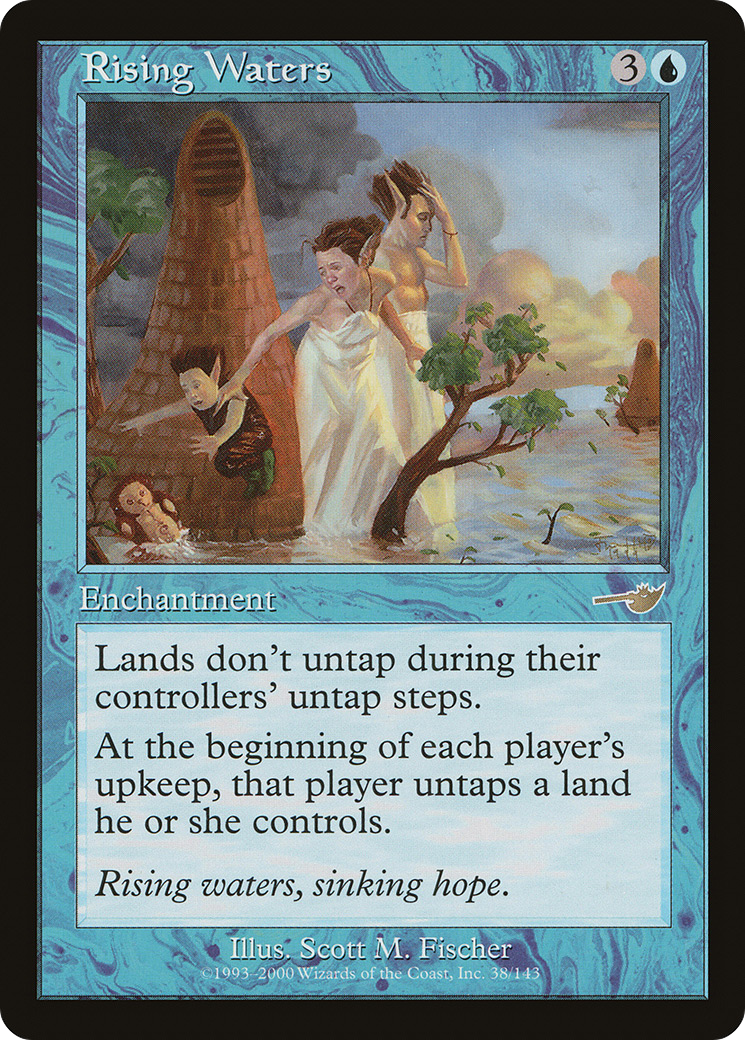 Rising Waters 3
Enchantment
Lands don't untap during their
controllers' untap steps.
At the beginning of each player's
upkeep, that player untaps a land
he or she controls.
Rising waters, sinking hope.
Illus. Scott M. Fischer
©1993–2000 Wizards of the Coast, Inc. 38/143